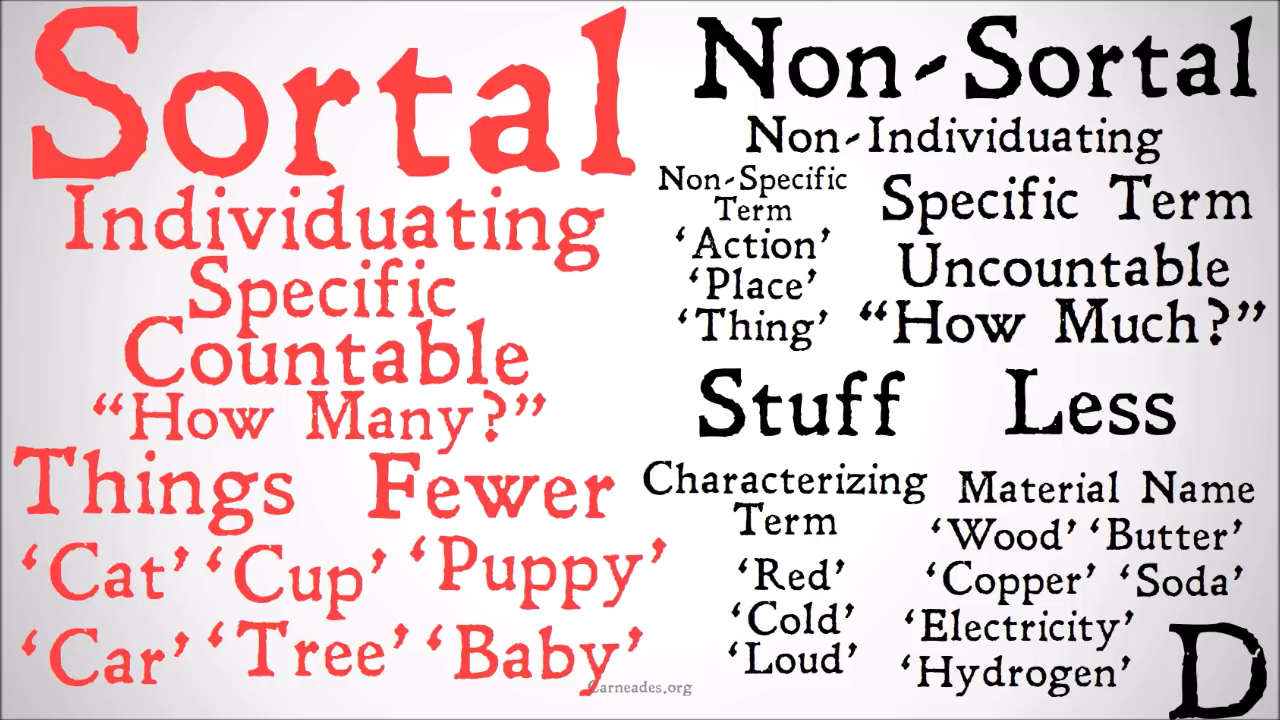 Sortal
Individuating
Specific
Countable
“How Many?”
Things Fewer
‘Cat’ ‘Cup’ ‘Puppy’
‘Car’ ‘Tree’ ‘Baby’
Non-Sortal
Non-Individuating
Non-Specific
Term
‘Action’
‘Place’
‘Thing’
Specific Term
Uncountable
“How Much?”
Stuff Less
Characterizing
Term
‘Red’
‘Cold’
‘Loud’
Material Name
‘Wood’ ‘Butter’
‘Copper’ ‘Soda’
‘Electricity’
‘Hydrogen’
D
Carneades.org